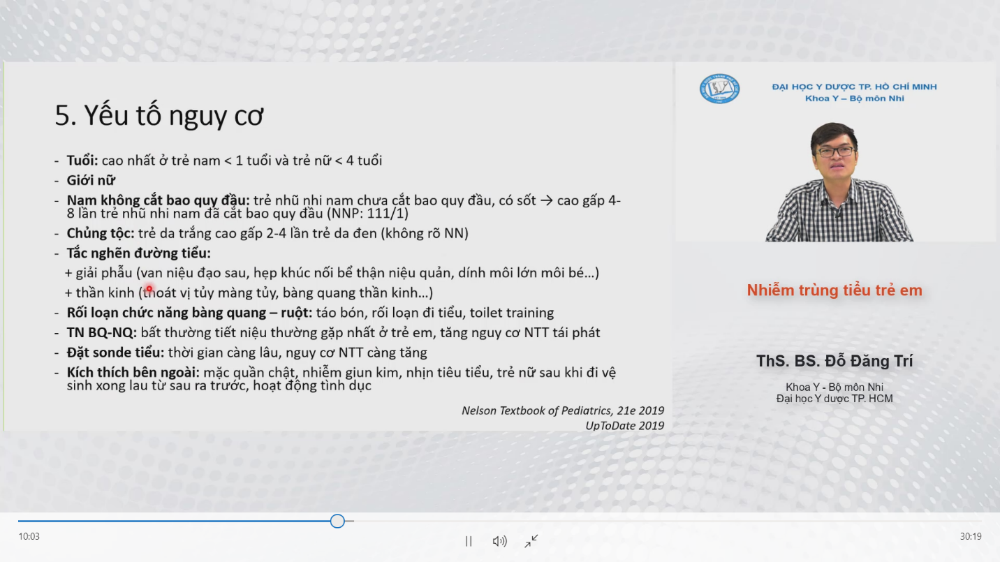 5. Yếu tố nguy cơ
- Tuổi: cao nhất ở trẻ nam < 1 tuổi và trẻ nữ < 4 tuổi
- Giới nữ
- Nam không cắt bao quy đầu: trẻ nhũ nhi nam chưa cắt bao quy đầu, có sốt → cao gấp 4-
8 lần trẻ nhũ nhi nam đã cắt bao quy đầu (NNP: 111/1)
- Chủng tộc: trẻ da trắng cao gấp 2-4 lần trẻ da đen (không rõ NN)
- Tắc nghẽn đường tiểu:
+ giải phẫu (van niệu đạo sau, hẹp khúc nối bể thận niệu quản, dính môi lớn môi bé...)
+ thần kinh (thoát vị tủy màng tủy, bàng quang thần kinh...)
- Rối loạn chức năng bàng quang – ruột: táo bón, rối loạn đi tiểu, toilet training
- TN BQ-NQ: bất thường tiết niệu thường gặp nhất ở trẻ em, tăng nguy cơ NTT tái phát
- Đặt sonde tiểu: thời gian càng lâu, nguy cơ NTT càng tăng
- Kích thích bên ngoài: mặc quần chật, nhiễm giun kim, nhịn tiêu tiểu, trẻ nữ sau khi đi vệ
sinh xong lau từ sau ra trước, hoạt động tình dục
Nelson Textbook of Pediatrics, 21e 2019
UpToDate 2019
ĐẠI HỌC Y DƯỢC TP. HỒ CHÍ MINH
Khoa Y – Bộ môn Nhi
Nhiễm trùng tiểu trẻ em
ThS. BS. Đỗ Đăng Trí
Khoa Y - Bộ môn Nhi
Đại học Y dược TP. HCM
10:03
30:19